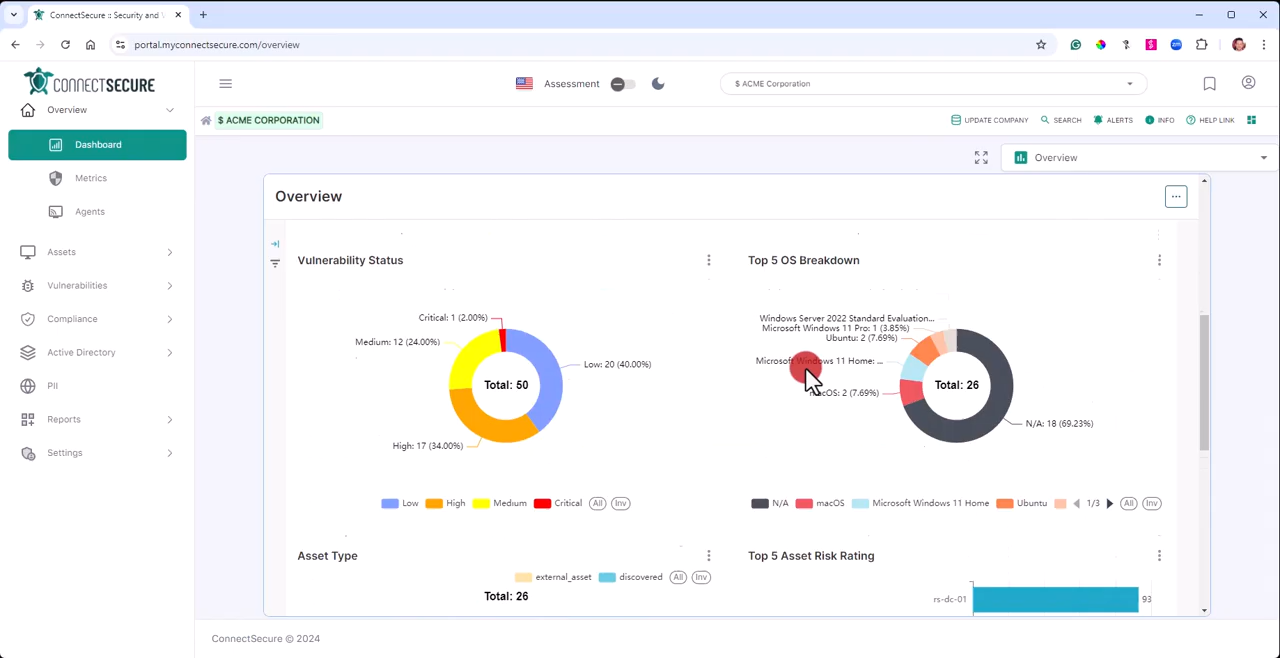 ConnectSecure :: Security and
portal.myconnectsecure.com/overview
CONNECTSECURE
Assessment
$ ACME Corporation
Overview
$ ACME CORPORATION
UPDATE COMPANY
SEARCH
ALERTS
INFO
HELP LINK
Dashboard
Metrics
Agents
Assets
Vulnerabilities
Compliance
Active Directory
PII
Reports
Settings
Overview
Overview
Vulnerability Status
Critical: 1 (2.00%)
Medium: 12 (24.00%)
Low: 20 (40.00%)
Total: 50
High: 17 (34.00%)
Low
High
Medium
Critical
All
Inv
Top 5 OS Breakdown
Windows Server 2022 Standard Evaluation...
Microsoft Windows 11 Pro: 1 (3.85%)
Ubuntu: 2 (7.69%)
Microsoft Windows 11 Home: ...
macOS: 2 (7.69%)
Total: 26
N/A: 18 (69.23%)
N/A
macOS
Microsoft Windows 11 Home
Ubuntu
1/3
All
Inv
Asset Type
external_asset
discovered
All
Inv
Total: 26
Top 5 Asset Risk Rating
rs-dc-01
93
ConnectSecure © 2024